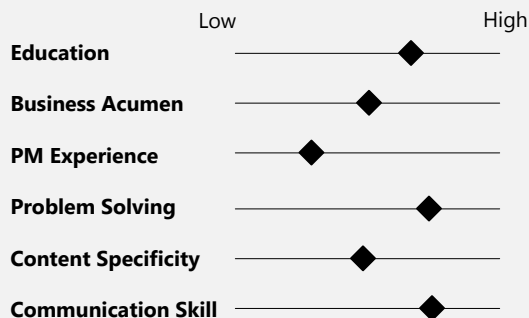 Low High
Education
Business Acumen
PM Experience
Problem Solving
Content Specificity
Communication Skill